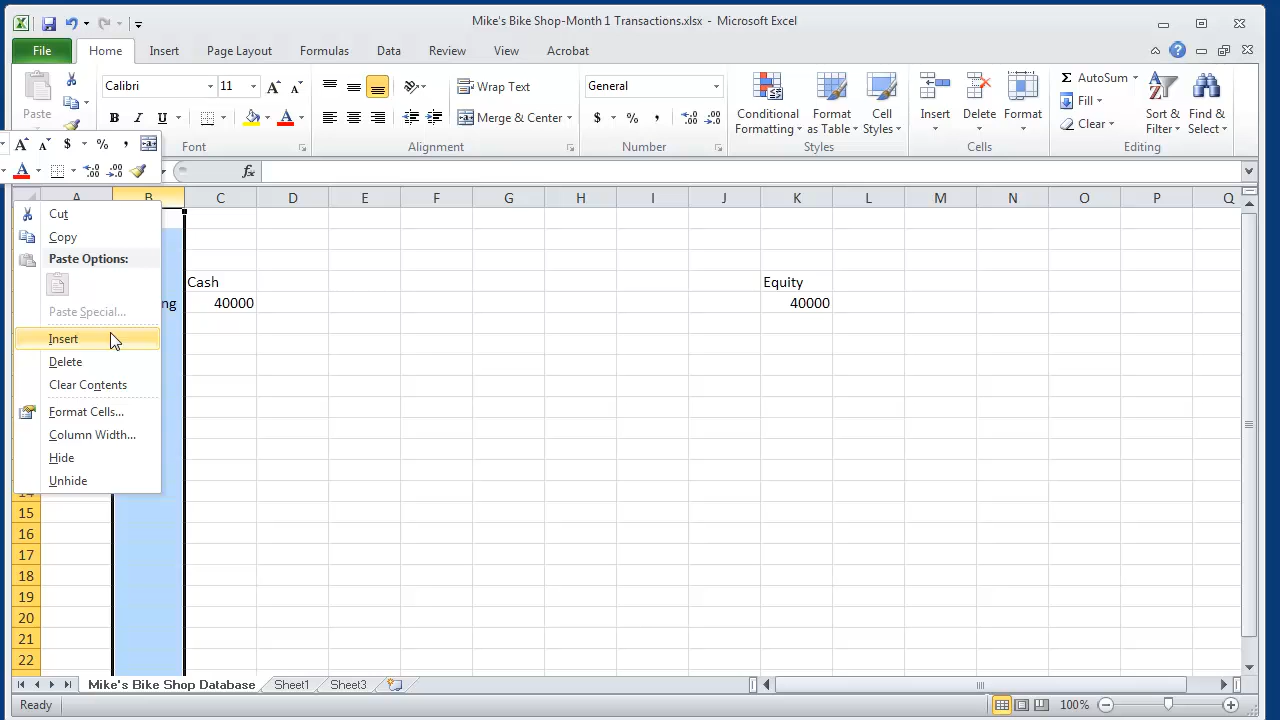 Mike's Bike Shop-Month 1 Transactions.xlsx - Microsoft Excel
File Home Insert Page Layout Formulas Data Review View Acrobat
Calibri 11 Wrap Text General AutoSum
Paste B I U Merge & Center $ % , Conditional Formatting Format as Table Cell Styles Insert Delete Format Fill Clear Sort & Filter Find & Select
Font Alignment Number Styles Cells Editing
A A $ % ,
A
fx
A B C D E F G H I J K L M N O P Q
Cut
Copy
Paste Options:
Cash Equity
ng 40000 40000
Paste Special...
Insert
Delete
Clear Contents
Format Cells...
Column Width...
Hide
Unhide
14
15
16
17
18
19
20
21
22
Mike's Bike Shop Database Sheet1 Sheet3
Ready 100%